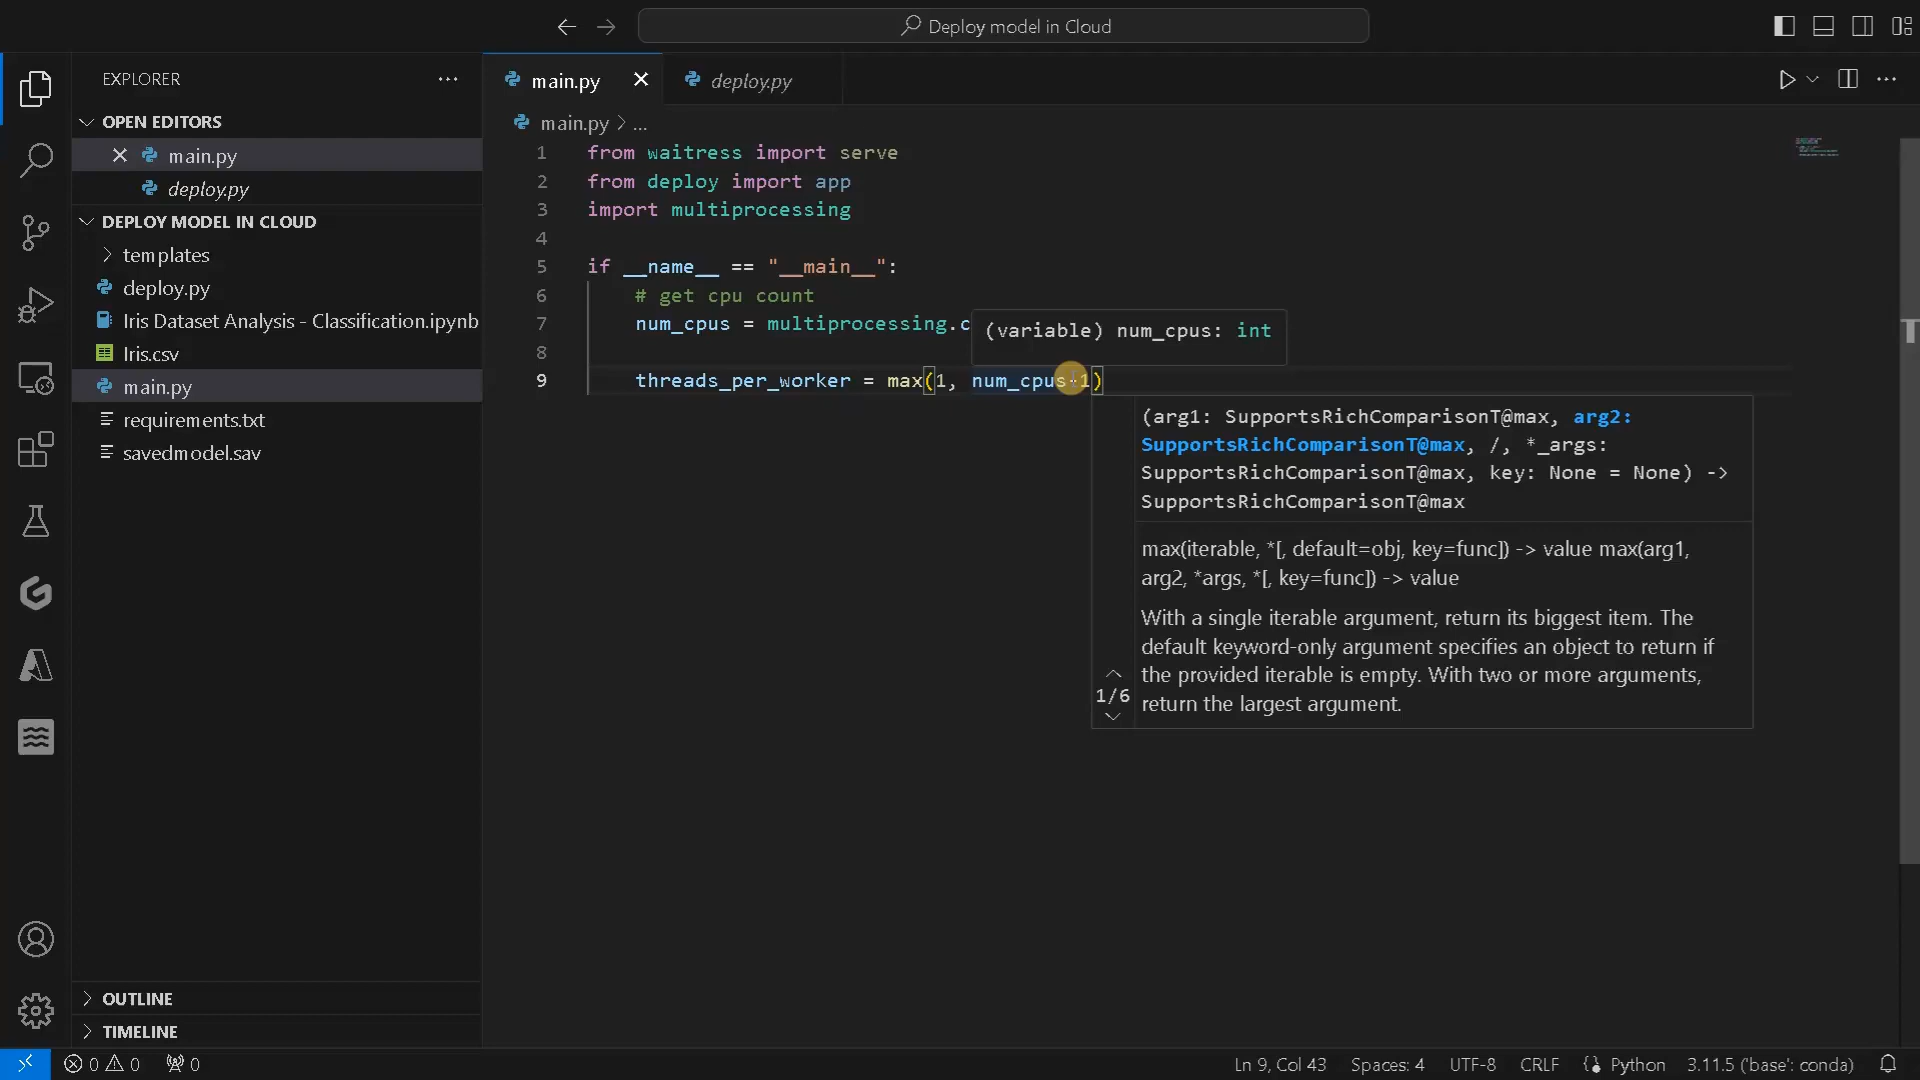 Deploy model in Cloud
EXPLORER
OPEN EDITORS
main.py
deploy.py
DEPLOY MODEL IN CLOUD
templates
deploy.py
Iris Dataset Analysis - Classification.ipynb
Iris.csv
main.py
requirements.txt
savedmodel.sav
OUTLINE
TIMELINE
main.py
deploy.py
main.py > ...
1 from waitress import serve
2 from deploy import app
3 import multiprocessing
4
5 if __name__ == "__main__":
6 # get cpu count
7 num_cpus = multiprocessing.c
(variable) num_cpus: int
8
9 threads_per_worker = max(1, num_cpus-1)
(arg1: SupportsRichComparisonT@max, arg2:
SupportsRichComparisonT@max, /, *_args:
SupportsRichComparisonT@max, key: None = None) ->
SupportsRichComparisonT@max
max(iterable, *[, default=obj, key=func]) -> value max(arg1,
arg2, *args, *[, key=func]) -> value
With a single iterable argument, return its biggest item. The
default keyword-only argument specifies an object to return if
the provided iterable is empty. With two or more arguments,
return the largest argument.
1/6
0 0 0
Ln 9, Col 43 Spaces: 4 UTF-8 CRLF Python 3.11.5 ('base': conda)